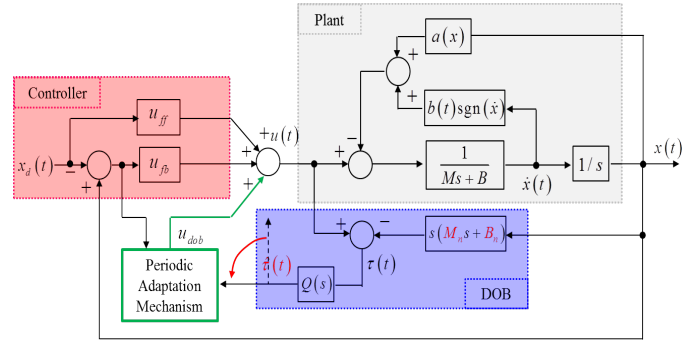 Plant
a(x)
+
Controller
u_ff
+
b(t)sgn(ẋ)
+u(t)
−
x_d(t)
−
+
u_fb
+
+
+
1
Ms + B
ẋ(t)
1/s
x(t)
u_dob
+
−
s(M_n s + B_n)
Periodic
Adaptation
Mechanism
τ̂(t)
τ(t)
Q(s)
DOB